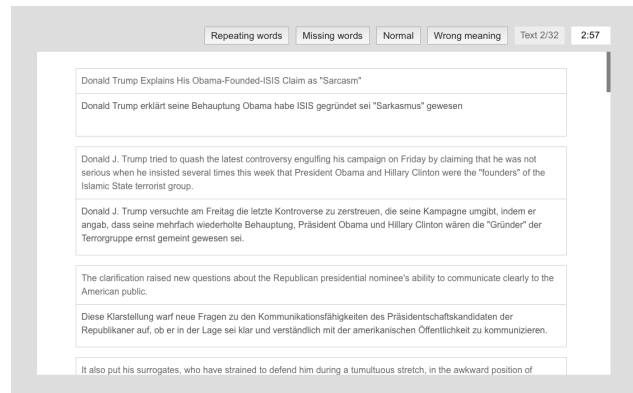 Repeating words Missing words Normal Wrong meaning Text 2/32 2:57
Donald Trump Explains His Obama-Founded-ISIS Claim as "Sarcasm"
Donald Trump erklärt seine Behauptung Obama habe ISIS gegründet sei "Sarkasmus" gewesen
Donald J. Trump tried to quash the latest controversy engulfing his campaign on Friday by claiming that he was not
serious when he insisted several times this week that President Obama and Hillary Clinton were the "founders" of the
Islamic State terrorist group.
Donald J. Trump versuchte am Freitag die letzte Kontroverse zu zerstreuen, die seine Kampagne umgibt, indem er
angab, dass seine mehrfach wiederholte Behauptung, Präsident Obama und Hillary Clinton wären die "Gründer" der
Terrorgruppe ernst gemeint gewesen sei.
The clarification raised new questions about the Republican presidential nominee's ability to communicate clearly to the
American public.
Diese Klarstellung warf neue Fragen zu den Kommunikationsfähigkeiten des Präsidentschaftskandidaten der
Republikaner auf, ob er in der Lage sei klar und verständlich mit der amerikanischen Öffentlichkeit zu kommunizieren.
It also put his surrogates, who have strained to defend him during a tumultuous stretch, in the awkward position of